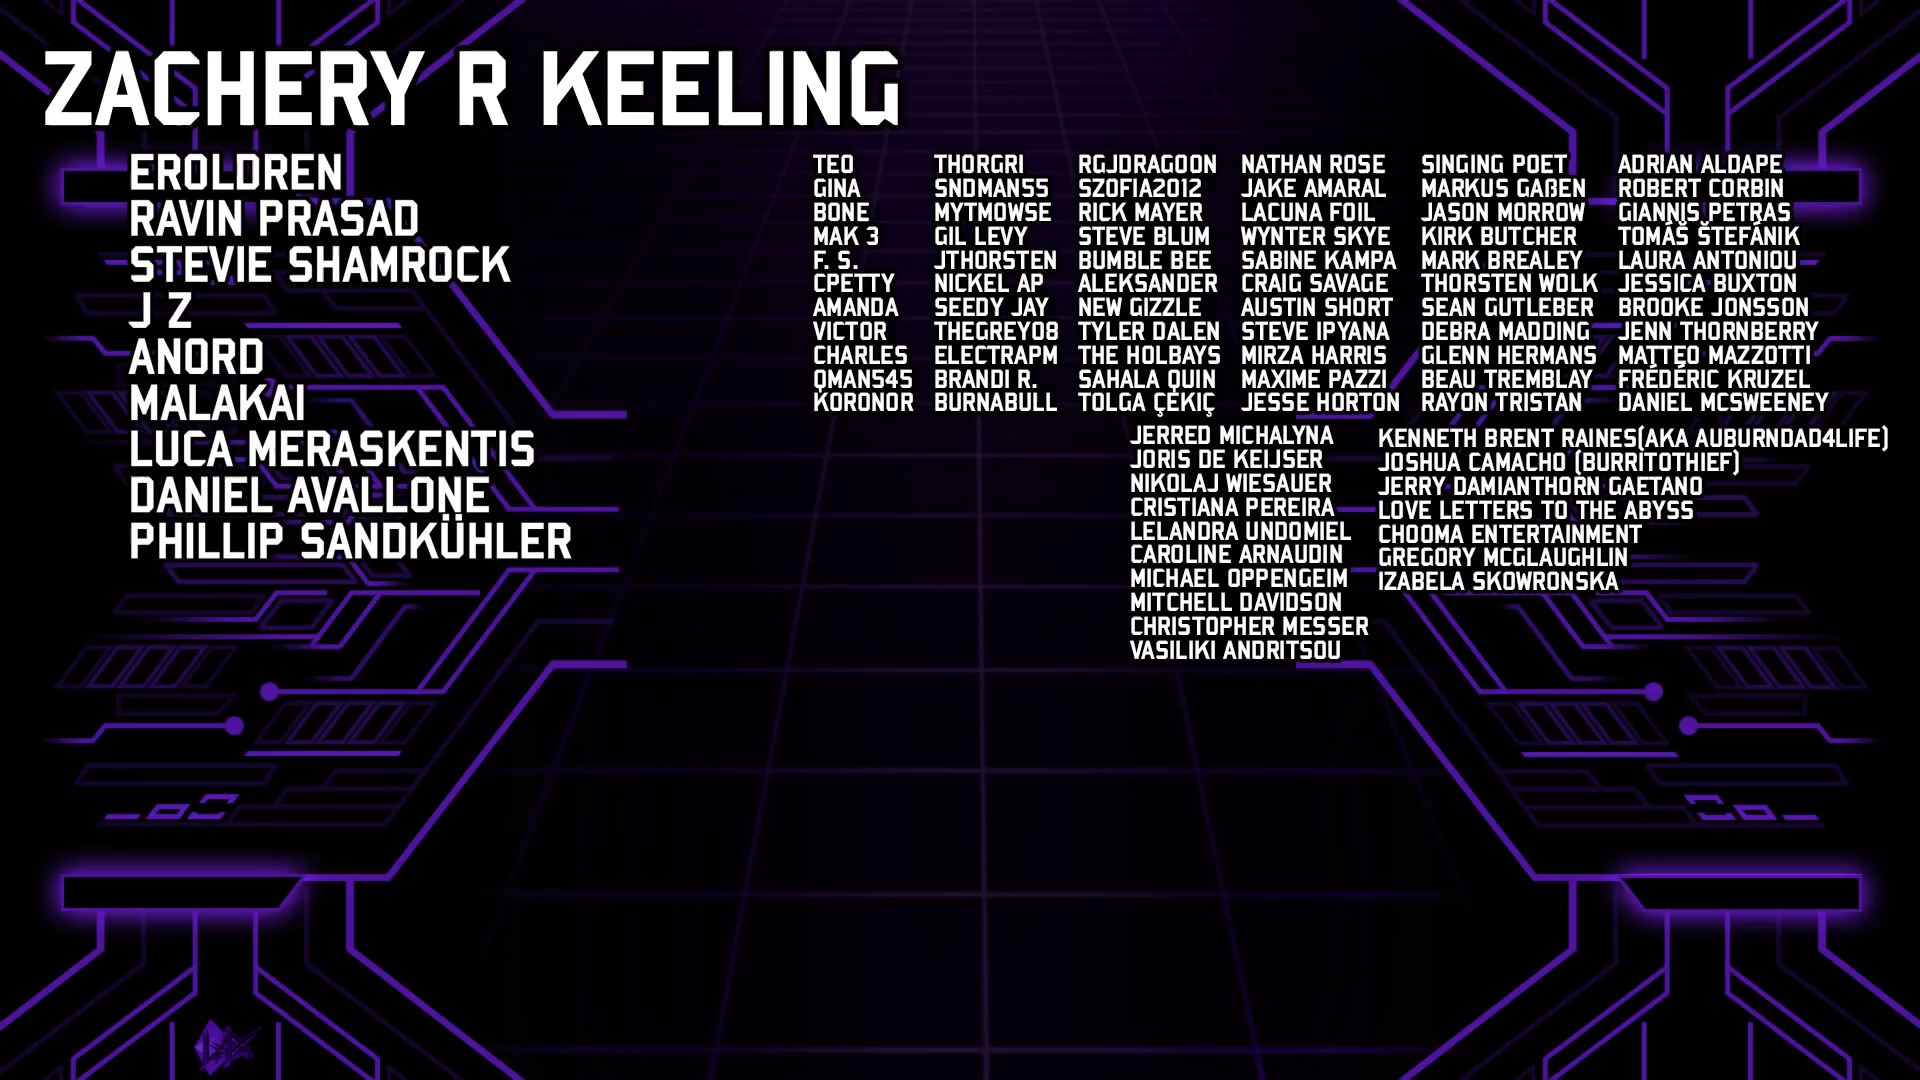 ZACHERY R KEELING
EROLDREN
RAVIN PRASAD
STEVIE SHAMROCK
J Z
ANORD
MALAKAI
LUCA MERASKENTIS
DANIEL AVALLONE
PHILLIP SANDKÜHLER
TEO
GINA
BONE
MAK 3
F. S.
CPETTY
AMANDA
VICTOR
CHARLES
QMAN545
KORONOR
THORGRI
SNDMAN55
MYTMOWSE
GIL LEVY
JTHORSTEN
NICKEL AP
SEEDY JAY
THEGREY08
ELECTRAPM
BRANDI R.
BURNABULL
RGJDRAGOON
SZOFIA2012
RICK MAYER
STEVE BLUM
BUMBLE BEE
ALEKSANDER
NEW GIZZLE
TYLER DALEN
THE HOLBAYS
SAHALA QUIN
TOLGA ÇEKIÇ
NATHAN ROSE
JAKE AMARAL
LACUNA FOIL
WYNTER SKYE
SABINE KAMPA
CRAIG SAVAGE
AUSTIN SHORT
STEVE IPYANA
MIRZA HARRIS
MAXIME PAZZI
JESSE HORTON
SINGING POET
MARKUS GAßEN
JASON MORROW
KIRK BUTCHER
MARK BREALEY
THORSTEN WOLK
SEAN GUTLEBER
DEBRA MADDING
GLENN HERMANS
BEAU TREMBLAY
RAYON TRISTAN
ADRIAN ALDAPE
ROBERT CORBIN
GIANNIS PETRAS
TOMÁŠ ŠTEFÁNIK
LAURA ANTONIOU
JESSICA BUXTON
BROOKE JONSSON
JENN THORNBERRY
MATTEO MAZZOTTI
FRÉDÉRIC KRUZEL
DANIEL MCSWEENEY
JERRED MICHALYNA
JORIS DE KEIJSER
NIKOLAJ WIESAUER
CRISTIANA PEREIRA
LELANDRA UNDOMIEL
CAROLINE ARNAUDIN
MICHAEL OPPENGEIM
MITCHELL DAVIDSON
CHRISTOPHER MESSER
VASILIKI ANDRITSOU
KENNETH BRENT RAINES(AKA AUBURNDAD4LIFE)
JOSHUA CAMACHO (BURRITOTHIEF)
JERRY DAMIANTHORN GAETANO
LOVE LETTERS TO THE ABYSS
CHOOMA ENTERTAINMENT
GREGORY MCGLAUGHLIN
IZABELA SKOWRONSKA